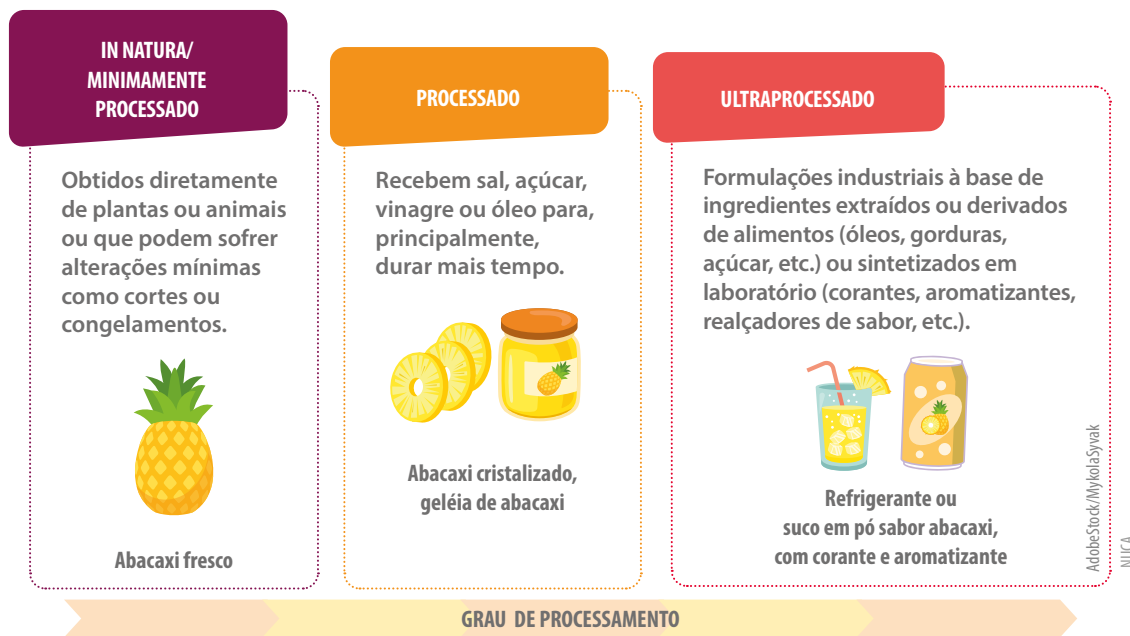 IN NATURA/
MINIMAMENTE
PROCESSADO
Obtidos diretamente
de plantas ou animais
ou que podem sofrer
alterações mínimas
como cortes ou
congelamentos.
Abacaxi fresco
PROCESSADO
Recebem sal, açúcar,
vinagre ou óleo para,
principalmente,
durar mais tempo.
Abacaxi cristalizado,
geléia de abacaxi
ULTRAPROCESSADO
Formulações industriais à base de
ingredientes extraídos ou derivados
de alimentos (óleos, gorduras,
açúcar, etc.) ou sintetizados em
laboratório (corantes, aromatizantes,
realçadores de sabor, etc.).
Refrigerante ou
suco em pó sabor abacaxi,
com corante e aromatizante
AdobeStock/MykolaSyvak
GRAU DE PROCESSAMENTO